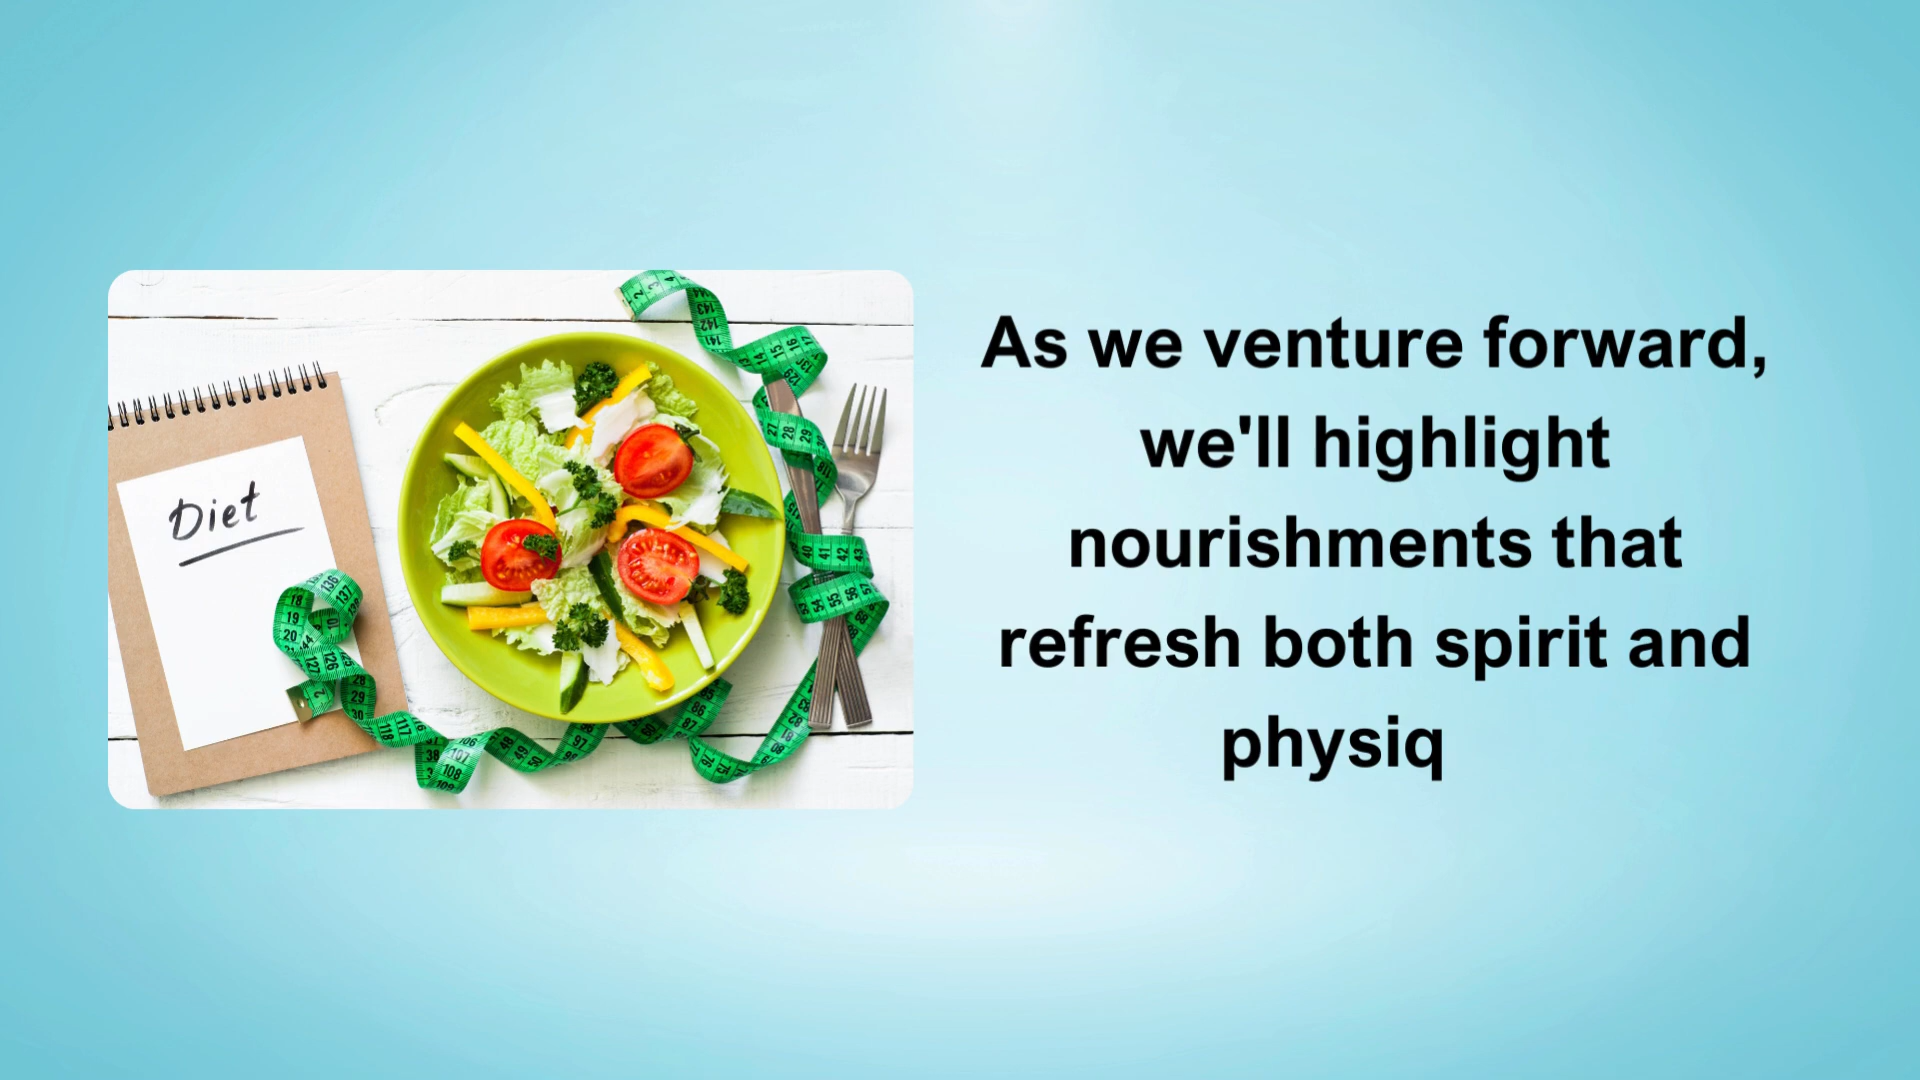 Diet
As we venture forward,
we'll highlight
nourishments that
refresh both spirit and
physiq